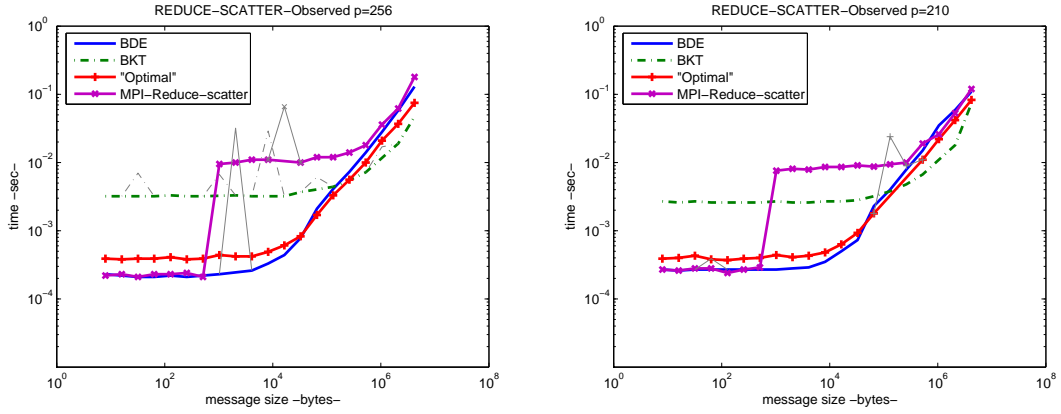 REDUCE−SCATTER−Observed p=256
10^0
10^−1
10^−2
10^−3
10^−4
time −sec−
BDE
BKT
"Optimal"
MPI−Reduce−scatter
10^0
10^2
10^4
10^6
10^8
message size −bytes−
REDUCE−SCATTER−Observed p=210
10^0
10^−1
10^−2
10^−3
10^−4
time −sec−
BDE
BKT
"Optimal"
MPI−Reduce−scatter
10^0
10^2
10^4
10^6
10^8
message size −bytes−